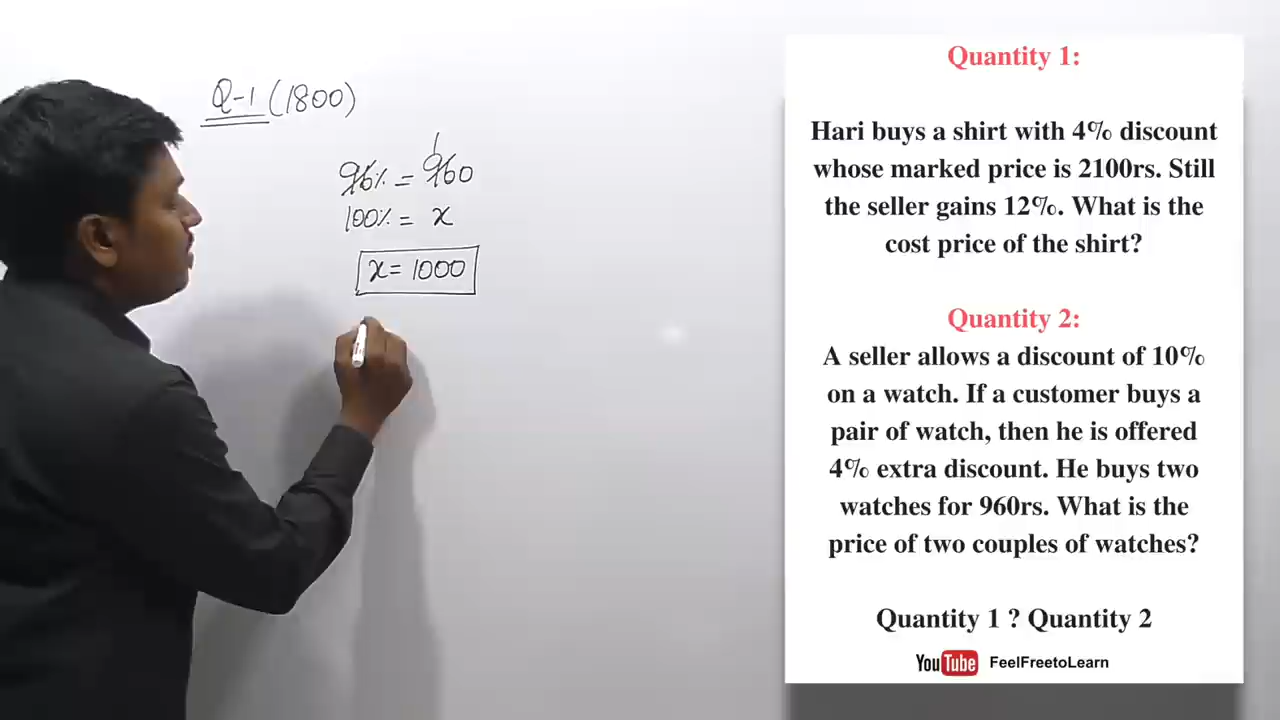 Q-1 (1800)
96% = 960
1
100% = x
x = 1000
Quantity 1:
Hari buys a shirt with 4% discount
whose marked price is 2100rs. Still
the seller gains 12%. What is the
cost price of the shirt?
Quantity 2:
A seller allows a discount of 10%
on a watch. If a customer buys a
pair of watch, then he is offered
4% extra discount. He buys two
watches for 960rs. What is the
price of two couples of watches?
Quantity 1 ? Quantity 2
YouTube FeelFreetoLearn